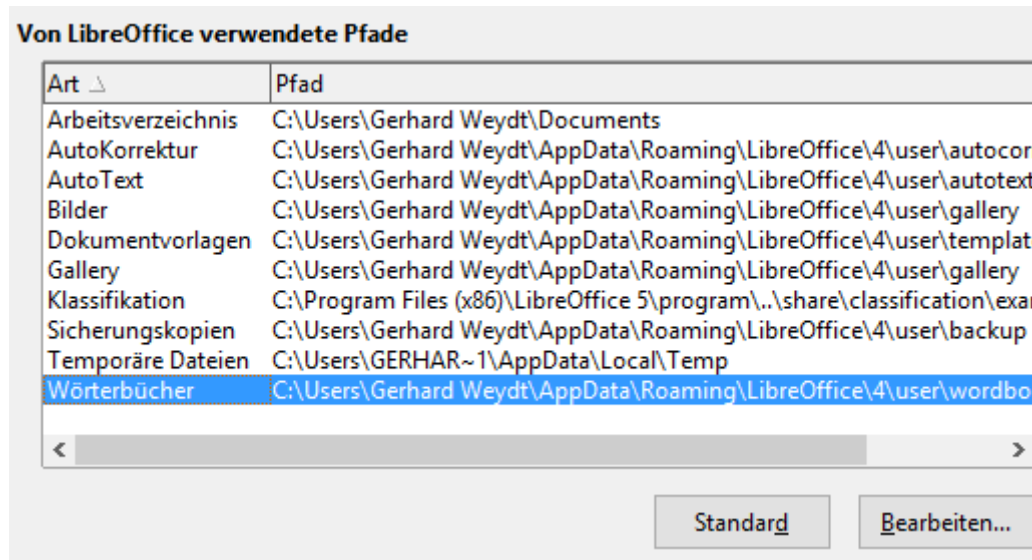 Von LibreOffice verwendete Pfade
Art Pfad
Arbeitsverzeichnis C:\Users\Gerhard Weydt\Documents
AutoKorrektur C:\Users\Gerhard Weydt\AppData\Roaming\LibreOffice\4\user\autocor
AutoText C:\Users\Gerhard Weydt\AppData\Roaming\LibreOffice\4\user\autotext
Bilder C:\Users\Gerhard Weydt\AppData\Roaming\LibreOffice\4\user\gallery
Dokumentvorlagen C:\Users\Gerhard Weydt\AppData\Roaming\LibreOffice\4\user\templat
Gallery C:\Users\Gerhard Weydt\AppData\Roaming\LibreOffice\4\user\gallery
Klassifikation C:\Program Files (x86)\LibreOffice 5\program\..\share\classification\exa
Sicherungskopien C:\Users\Gerhard Weydt\AppData\Roaming\LibreOffice\4\user\backup
Temporäre Dateien C:\Users\GERHAR~1\AppData\Local\Temp
Wörterbücher C:\Users\Gerhard Weydt\AppData\Roaming\LibreOffice\4\user\wordbo
Standard Bearbeiten...